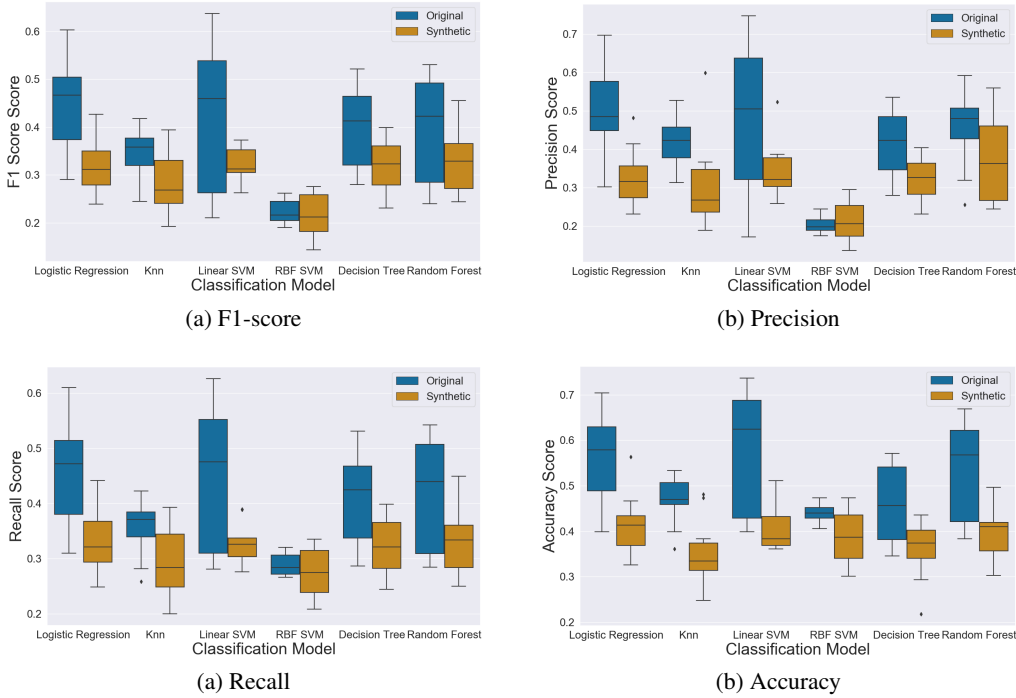 Original
Synthetic
0.6
0.5
0.4
0.3
0.2
F1 Score Score
Logistic Regression Knn Linear SVM RBF SVM Decision Tree Random Forest
Classification Model
(a) F1-score
Original
Synthetic
0.7
0.6
0.5
0.4
0.3
0.2
Precision Score
Logistic Regression Knn Linear SVM RBF SVM Decision Tree Random Forest
Classification Model
(b) Precision
Original
Synthetic
0.6
0.5
0.4
0.3
0.2
Recall Score
Logistic Regression Knn Linear SVM RBF SVM Decision Tree Random Forest
Classification Model
(a) Recall
Original
Synthetic
0.7
0.6
0.5
0.4
0.3
0.2
Accuracy Score
Logistic Regression Knn Linear SVM RBF SVM Decision Tree Random Forest
Classification Model
(b) Accuracy